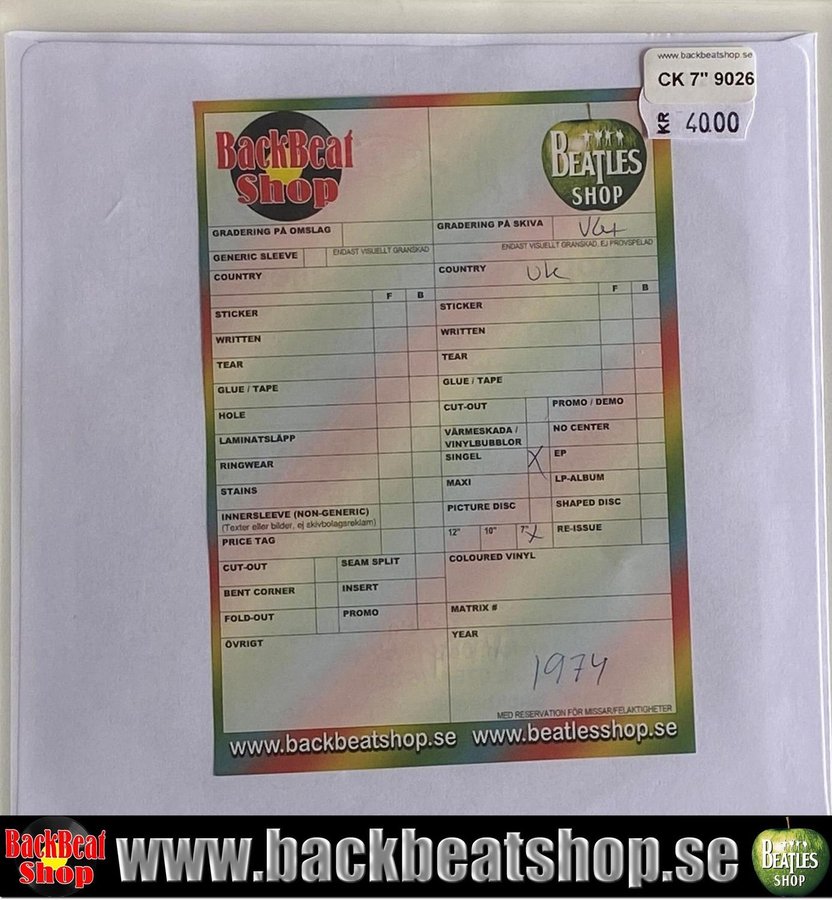 www.backbeatshop.se
CK 7" 9026
KR 40.00
BackBeat
Shop
BEATLES
SHOP
GRADERING PÅ OMSLAG
GENERIC SLEEVE
ENDAST VISUELLT GRANSKAD
COUNTRY
F B
STICKER
WRITTEN
TEAR
GLUE / TAPE
HOLE
LAMINATSLÄPP
RINGWEAR
STAINS
INNERSLEEVE (NON-GENERIC)
(Texter eller bilder, ej skivbolagsreklam)
PRICE TAG
CUT-OUT SEAM SPLIT
BENT CORNER INSERT
FOLD-OUT PROMO
ÖVRIGT
GRADERING PÅ SKIVA VG+
ENDAST VISUELLT GRANSKAD, EJ PROVSPELAD
COUNTRY UK
F B
STICKER
WRITTEN
TEAR
GLUE / TAPE
CUT-OUT PROMO / DEMO
VÄRMESKADA /
VINYLBUBBLOR
NO CENTER
SINGEL X EP
MAXI LP-ALBUM
PICTURE DISC SHAPED DISC
12" 10" 7" X RE-ISSUE
COLOURED VINYL
MATRIX #
YEAR
1974
MED RESERVATION FÖR MISSAR/FELAKTIGHETER
www.backbeatshop.se www.beatlesshop.se
BackBeat
Shop
www.backbeatshop.se
BEATLES
SHOP